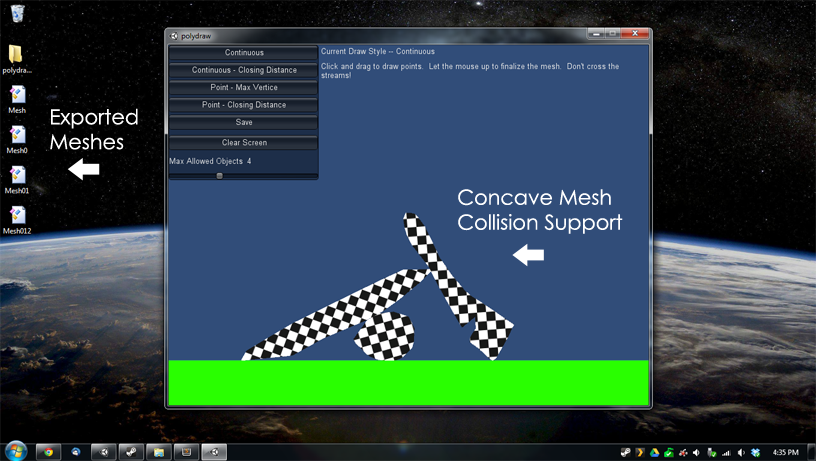 polydraw
Continuous
Continuous - Closing Distance
Point - Max Vertice
Point - Closing Distance
Save
Clear Screen
Max Allowed Objects 4
Current Draw Style -- Continuous
Click and drag to draw points. Let the mouse up to finalize the mesh. Don't cross the
streams!
polydra...
Mesh
Mesh0
Mesh01
Mesh012
Exported
Meshes
Concave Mesh
Collision Support
4:35 PM